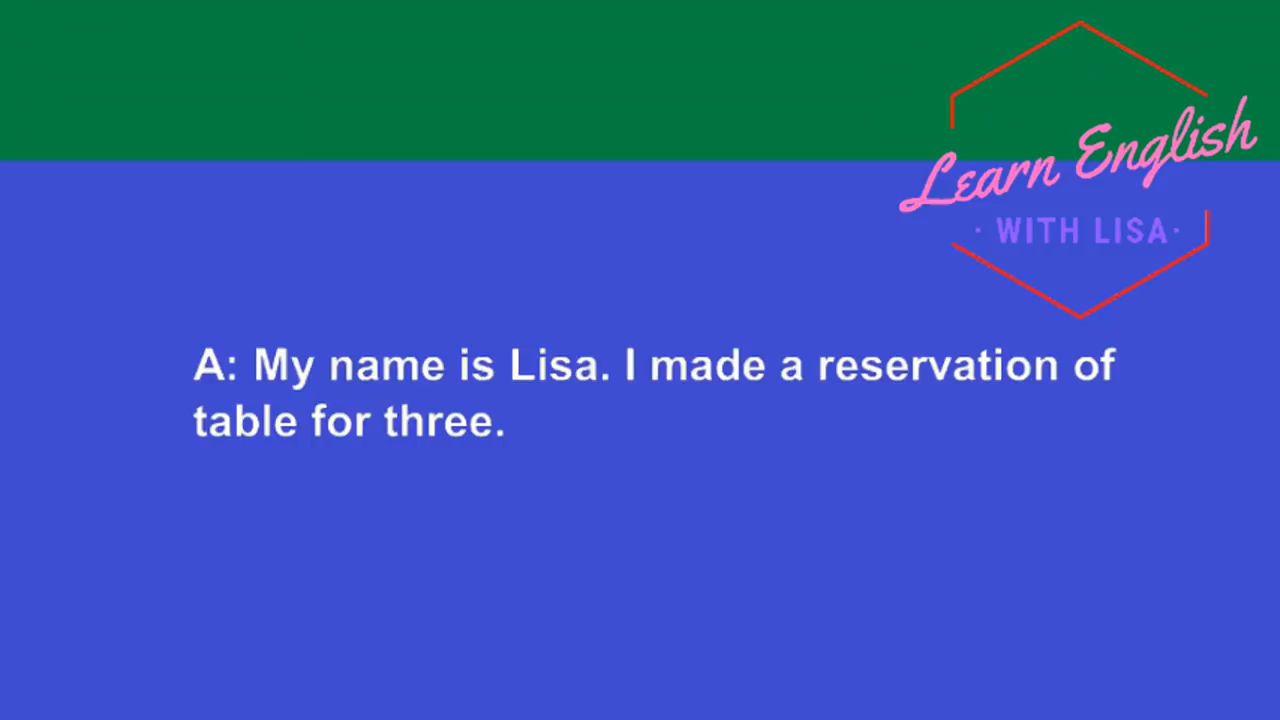 Learn English
· WITH LISA·
A: My name is Lisa. I made a reservation of
table for three.